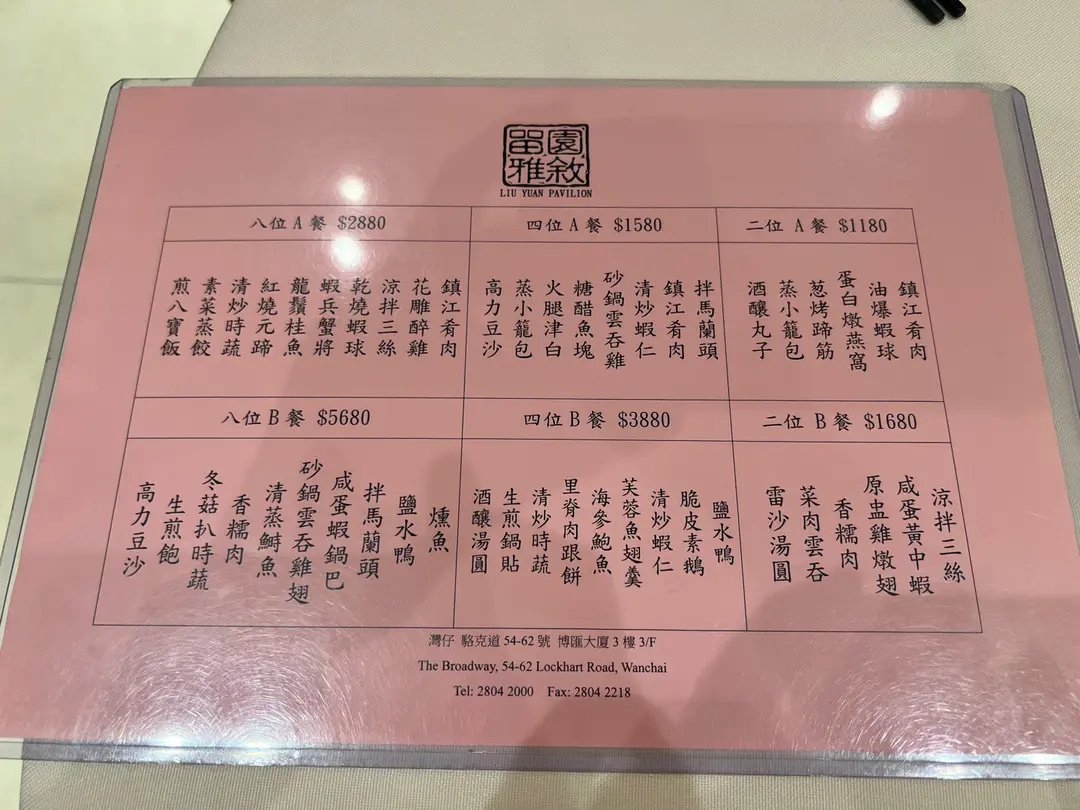 留園
雅敘
LIU YUAN PAVILION
八位 A 餐 $2880
鎮江肴肉
花雕醉雞
涼拌三絲
乾燒蝦球
蝦兵蟹將
龍鬚桂魚
紅燒元蹄
清炒時蔬
素菜蒸餃
煎八寶飯
四位 A 餐 $1580
拌馬蘭頭
鎮江肴肉
清炒蝦仁
砂鍋雲吞雞
糖醋魚塊
火腿津白
蒸小籠包
高力豆沙
二位 A 餐 $1180
鎮江肴肉
油爆蝦球
蛋白燉燕窩
葱烤蹄筋
蒸小籠包
酒釀丸子
八位 B 餐 $5680
燻魚
鹽水鴨
拌馬蘭頭
咸蛋蝦鍋巴
砂鍋雲吞雞翅
清蒸鰣魚
香糯肉
冬菇扒時蔬
生煎飽
高力豆沙
四位 B 餐 $3880
鹽水鴨
脆皮素鵝
清炒蝦仁
芙蓉魚翅羹
海參鮑魚
里脊肉跟餅
清炒時蔬
生煎鍋貼
酒釀湯圓
二位 B 餐 $1680
涼拌三絲
咸蛋黃中蝦
原盅雞燉翅
香糯肉
菜肉雲吞
雷沙湯圓
灣仔 駱克道 54-62 號 博匯大廈 3 樓 3/F
The Broadway, 54-62 Lockhart Road, Wanchai
Tel: 2804 2000 Fax: 2804 2218